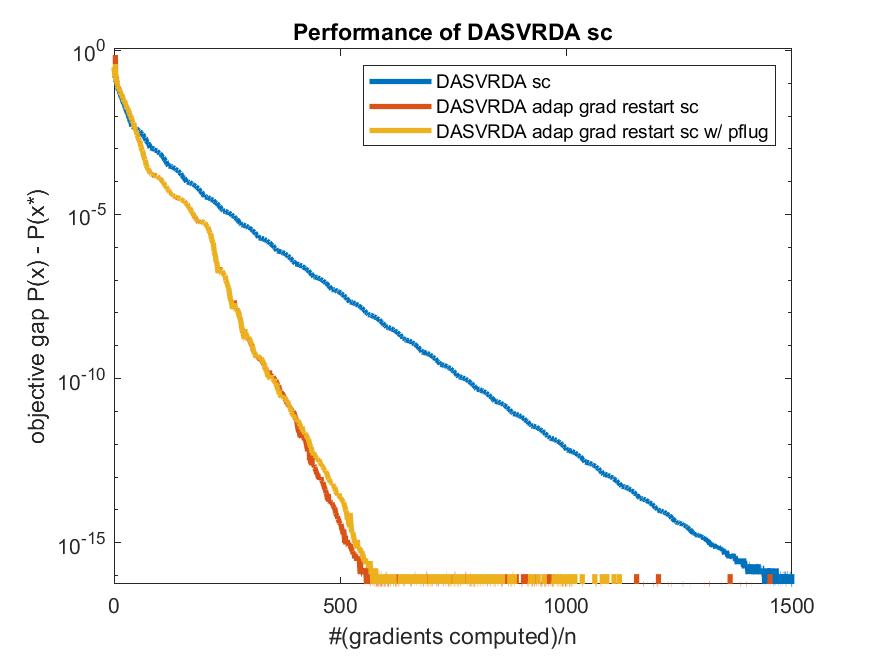 Performance of DASVRDA sc
DASVRDA sc
DASVRDA adap grad restart sc
DASVRDA adap grad restart sc w/ pflug
objective gap P(x) - P(x*)
10^0
10^-5
10^-10
10^-15
0 500 1000 1500
#(gradients computed)/n